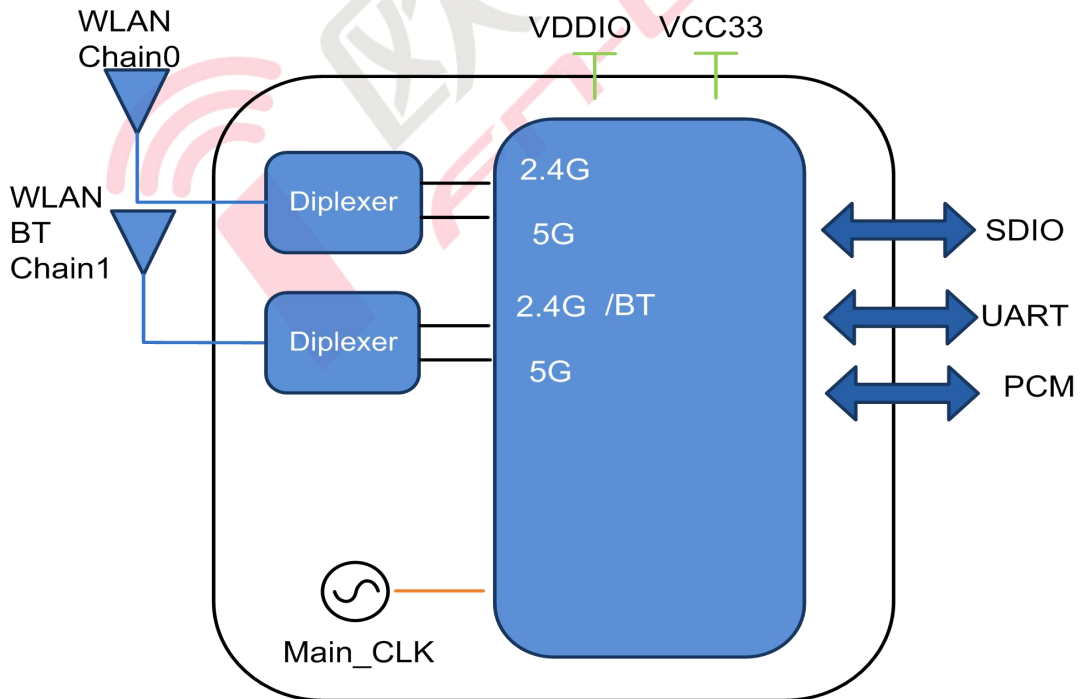 WLAN
Chain0
VDDIO VCC33
Diplexer
2.4G
5G
WLAN
BT
Chain1
Diplexer
2.4G /BT
5G
SDIO
UART
PCM
Main_CLK